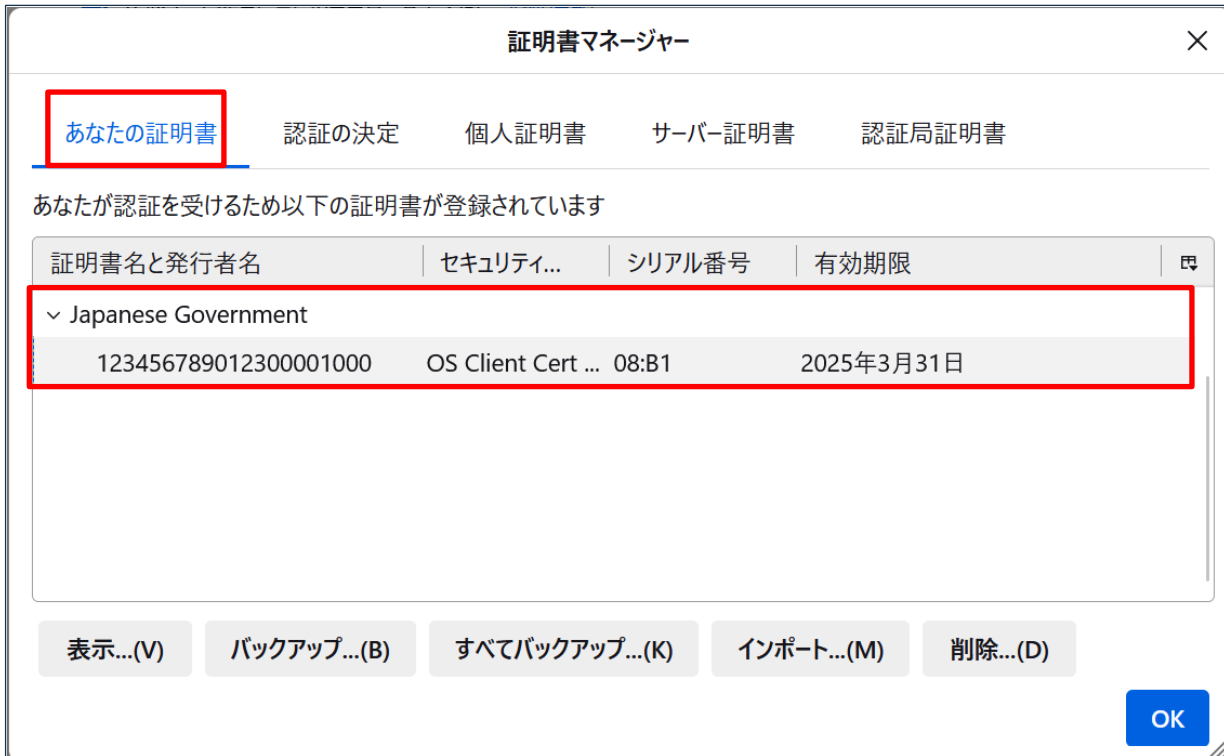 証明書マネージャー
あなたの証明書 認証の決定 個人証明書 サーバー証明書 認証局証明書
あなたが認証を受けるため以下の証明書が登録されています
証明書名と発行者名 セキュリティ... シリアル番号 有効期限
Japanese Government
123456789012300001000 OS Client Cert ... 08:B1 2025年3月31日
表示...(V) バックアップ...(B) すべてバックアップ...(K) インポート...(M) 削除...(D)
OK